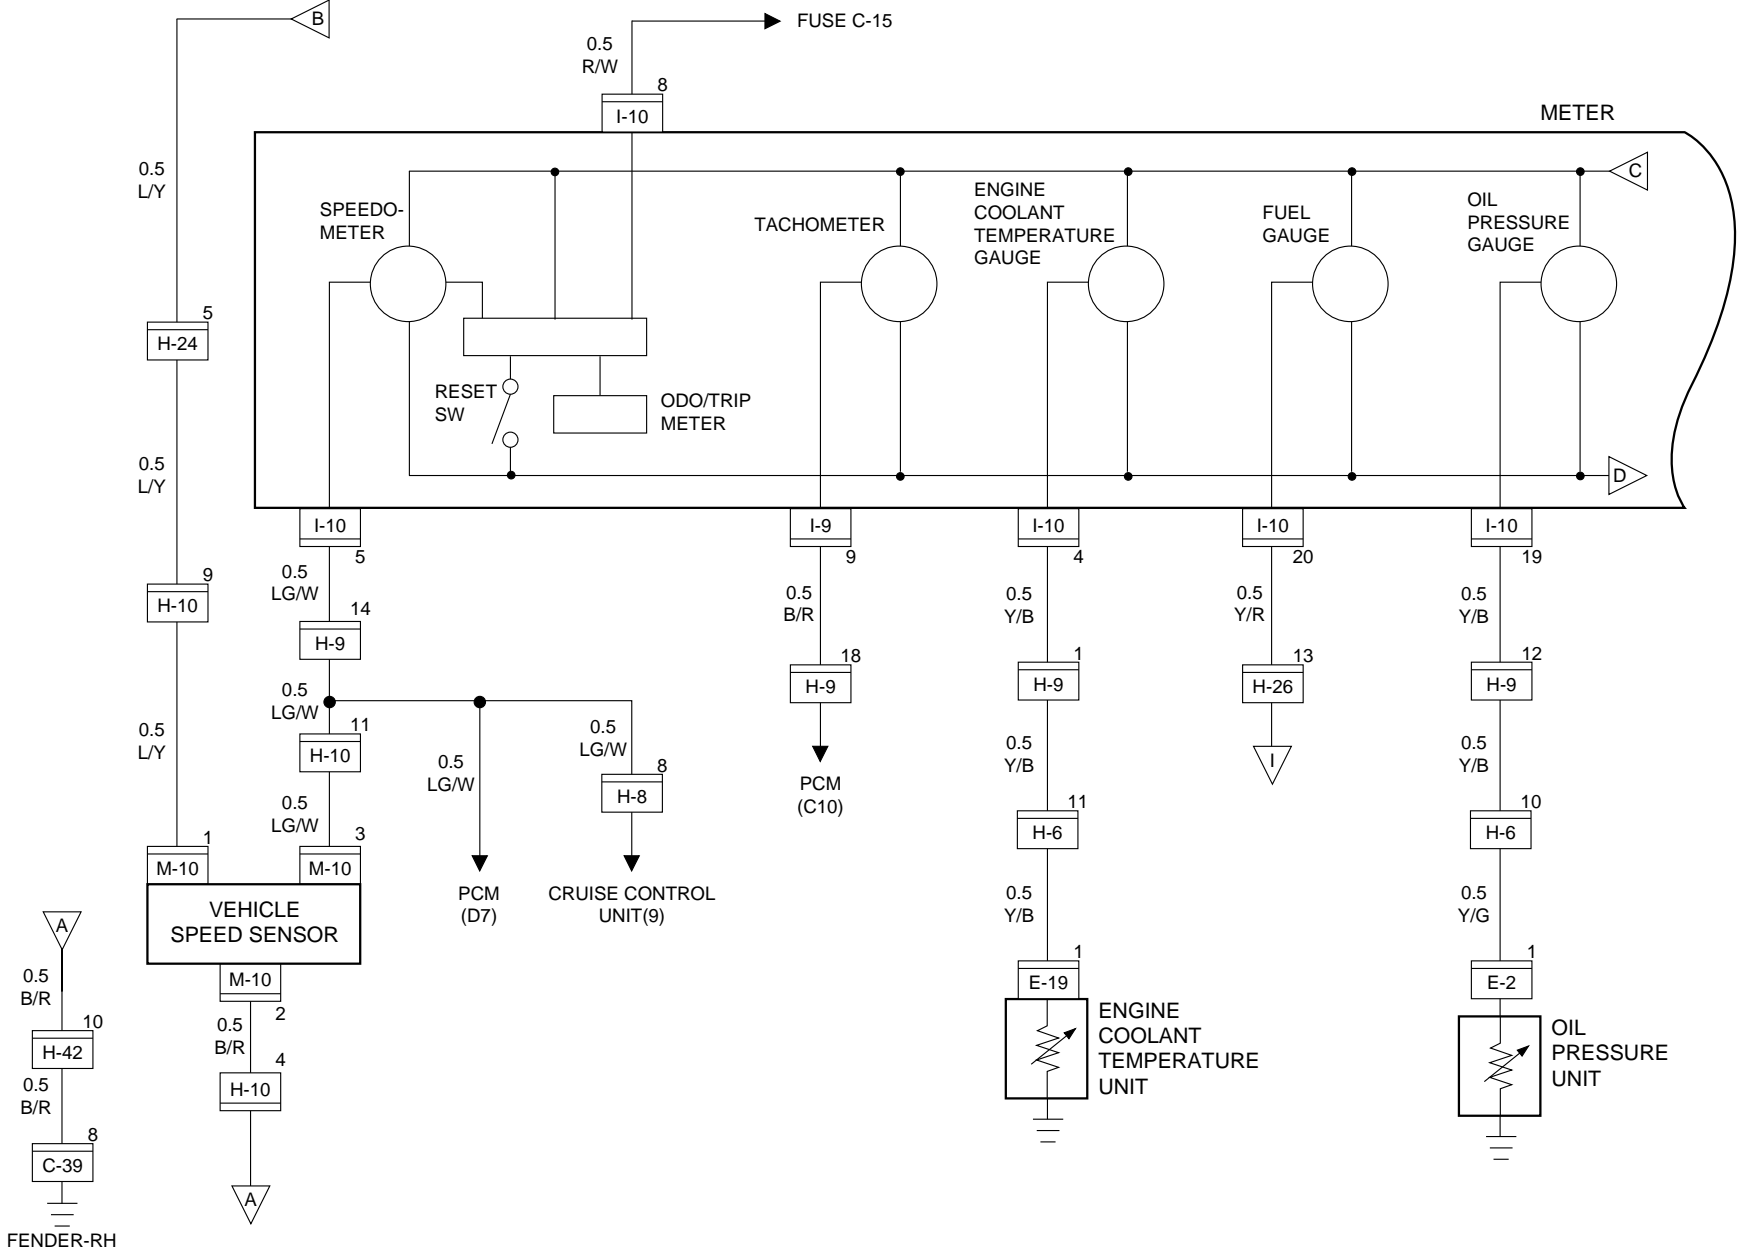 B
FUSE C-15
0.5
R/W
8
I-10
METER
0.5
L/Y
C
SPEEDO-
METER
TACHOMETER
ENGINE
COOLANT
TEMPERATURE
GAUGE
FUEL
GAUGE
OIL
PRESSURE
GAUGE
5
H-24
RESET
SW
ODO/TRIP
METER
0.5
L/Y
D
I-10
5
I-9
9
I-10
4
I-10
20
I-10
19
9
H-10
0.5
LG/W
0.5
B/R
0.5
Y/B
0.5
Y/R
0.5
Y/B
14
H-9
18
H-9
1
H-9
13
H-26
12
H-9
0.5
LG/W
0.5
L/Y
11
H-10
0.5
LG/W
0.5
LG/W
8
H-8
PCM
(C10)
0.5
Y/B
I
0.5
Y/B
0.5
LG/W
11
H-6
10
H-6
1
M-10
3
M-10
PCM
(D7)
CRUISE CONTROL
UNIT(9)
0.5
Y/B
0.5
Y/G
VEHICLE
SPEED SENSOR
A
0.5
B/R
M-10
2
1
E-19
1
E-2
10
H-42
0.5
B/R
4
H-10
ENGINE
COOLANT
TEMPERATURE
UNIT
OIL
PRESSURE
UNIT
0.5
B/R
8
C-39
A
FENDER-RH